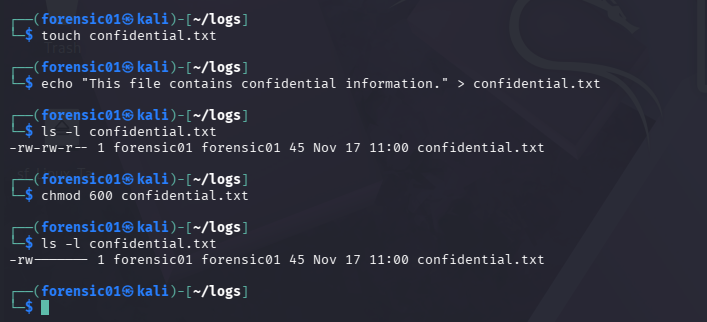 ┌──(forensic01㉿kali)-[~/logs]
└─$ touch confidential.txt
┌──(forensic01㉿kali)-[~/logs]
└─$ echo "This file contains confidential information." > confidential.txt
┌──(forensic01㉿kali)-[~/logs]
└─$ ls -l confidential.txt
-rw-rw-r-- 1 forensic01 forensic01 45 Nov 17 11:00 confidential.txt
┌──(forensic01㉿kali)-[~/logs]
└─$ chmod 600 confidential.txt
┌──(forensic01㉿kali)-[~/logs]
└─$ ls -l confidential.txt
-rw------- 1 forensic01 forensic01 45 Nov 17 11:00 confidential.txt
┌──(forensic01㉿kali)-[~/logs]
└─$